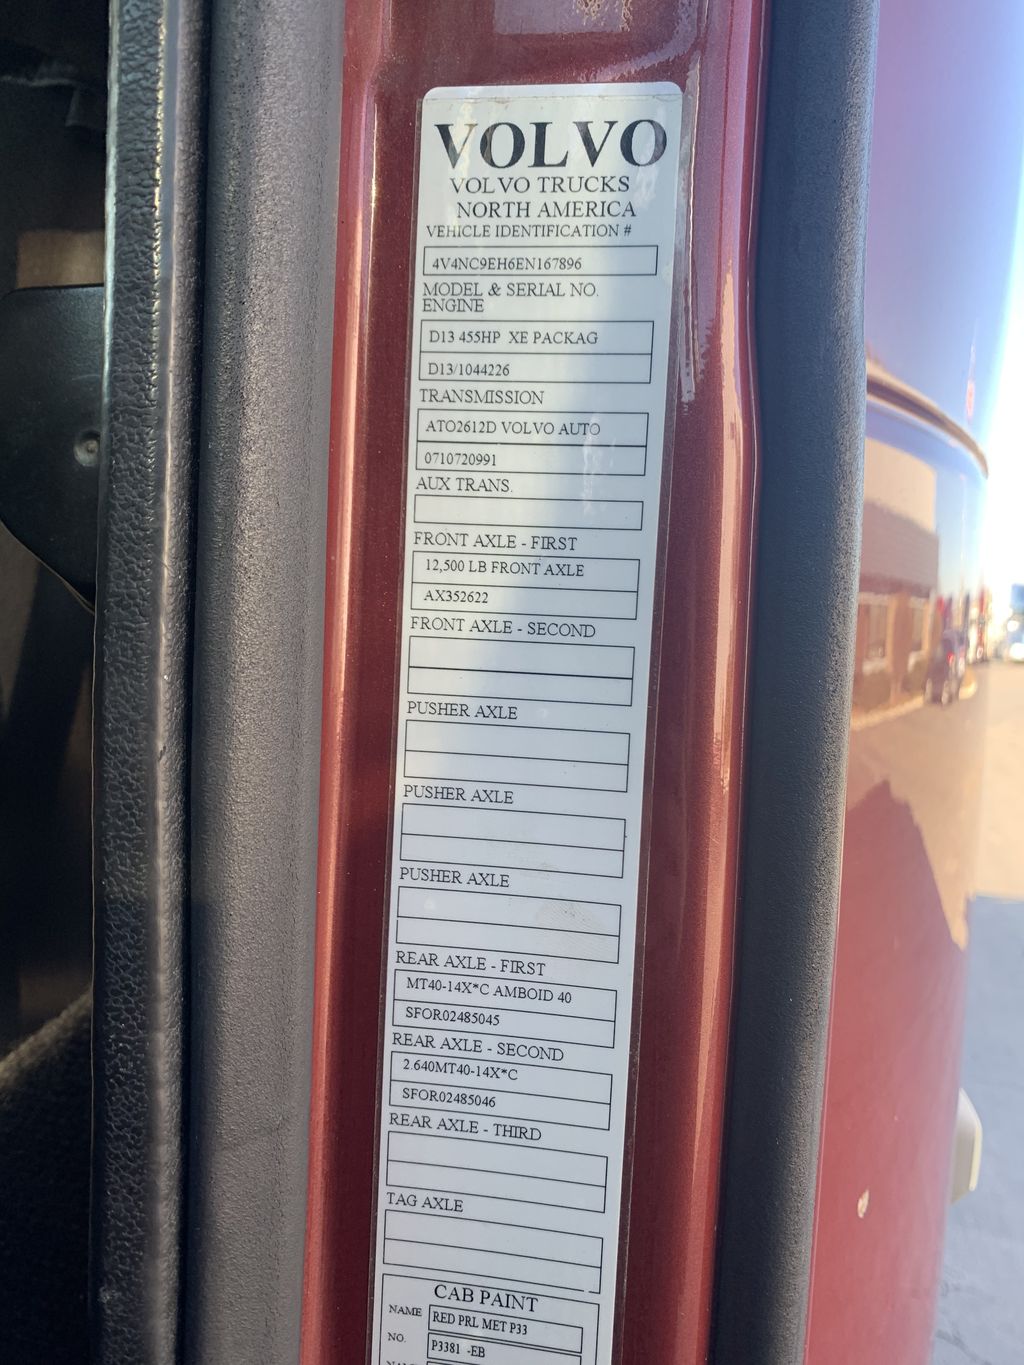 VOLVO
VOLVO TRUCKS
NORTH AMERICA
VEHICLE IDENTIFICATION #
4V4NC9EH6EN167896
MODEL & SERIAL NO.
ENGINE
D13 455HP XE PACKAG
D13/1044226
TRANSMISSION
ATO2612D VOLVO AUTO
0710720991
AUX TRANS.
FRONT AXLE - FIRST
12,500 LB FRONT AXLE
AX352622
FRONT AXLE - SECOND
PUSHER AXLE
PUSHER AXLE
PUSHER AXLE
REAR AXLE - FIRST
MT40-14X*C AMBOID 40
SFOR02485045
REAR AXLE - SECOND
2.640MT40-14X*C
SFOR02485046
REAR AXLE - THIRD
TAG AXLE
CAB PAINT
NAME RED PRL MET P33
NO. P3381 -EB